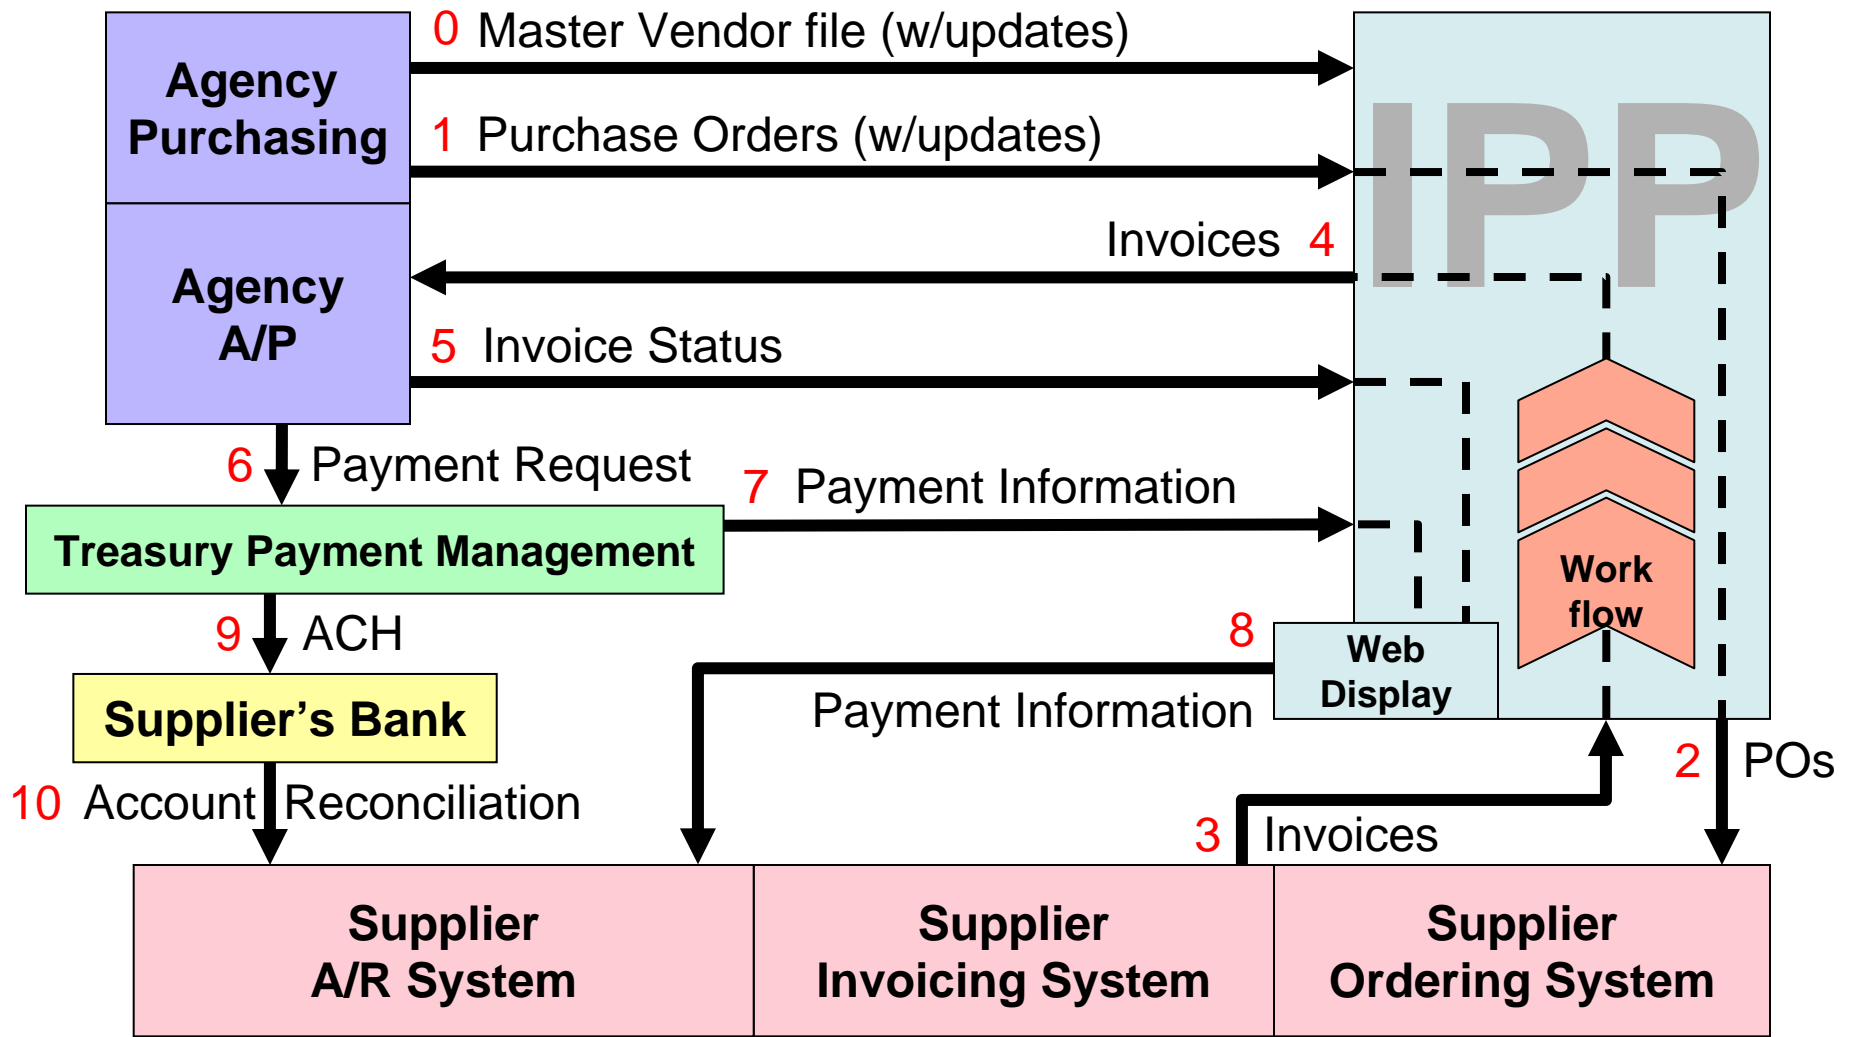 Agency
Purchasing
0 Master Vendor file (w/updates)
1 Purchase Orders (w/updates)
IPP
Invoices 4
Agency
A/P
5 Invoice Status
6 Payment Request
7 Payment Information
Treasury Payment Management
Work
flow
9 ACH
8
Web
Display
Payment Information
Supplier’s Bank
2 POs
10 Account Reconciliation
3 Invoices
Supplier
A/R System
Supplier
Invoicing System
Supplier
Ordering System